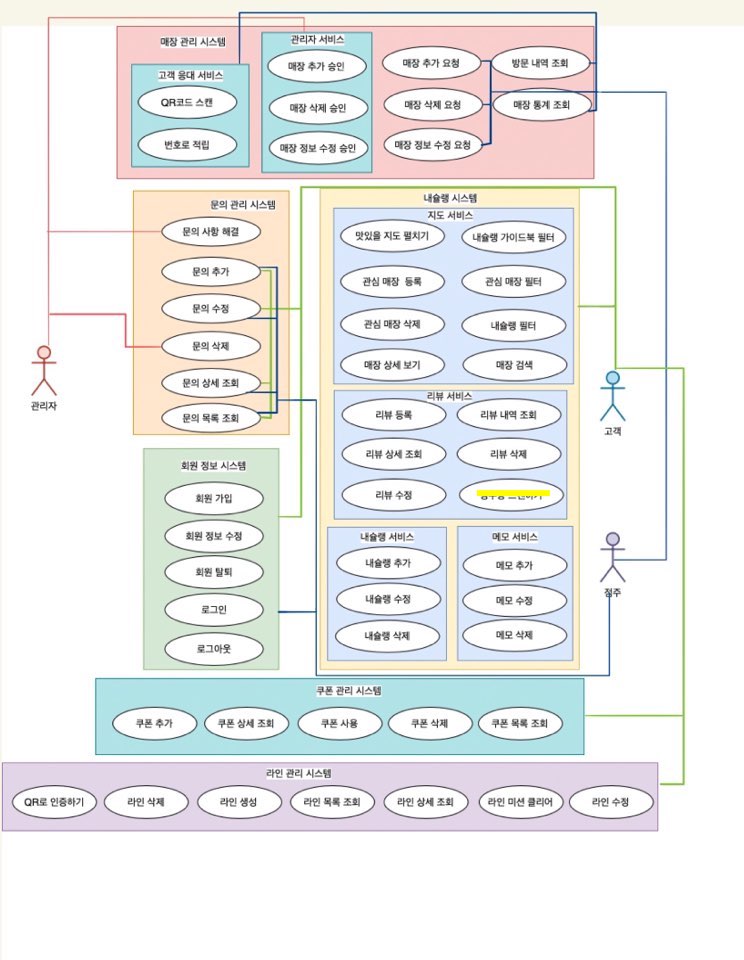 매장 관리 시스템
관리자 서비스
고객 응대 서비스
QR코드 스캔
번호로 적립
매장 추가 승인
매장 삭제 승인
매장 정보 수정 승인
매장 추가 요청
방문 내역 조회
매장 삭제 요청
매장 통계 조회
매장 정보 수정 요청
문의 관리 시스템
문의 사항 해결
문의 추가
문의 수정
문의 삭제
문의 상세 조회
문의 목록 조회
내슐랭 시스템
지도 서비스
맛있을 지도 펼치기
내슐랭 가이드북 필터
관심 매장 등록
관심 매장 필터
관심 매장 삭제
내슐랭 필터
매장 상세 보기
매장 검색
리뷰 서비스
리뷰 등록
리뷰 내역 조회
리뷰 상세 조회
리뷰 삭제
리뷰 수정
내슐랭 서비스
내슐랭 추가
내슐랭 수정
내슐랭 삭제
메모 서비스
메모 추가
메모 수정
메모 삭제
관리자
고객
점주
회원 정보 시스템
회원 가입
회원 정보 수정
회원 탈퇴
로그인
로그아웃
쿠폰 관리 시스템
쿠폰 추가
쿠폰 상세 조회
쿠폰 사용
쿠폰 삭제
쿠폰 목록 조회
라인 관리 시스템
QR로 인증하기
라인 삭제
라인 생성
라인 목록 조회
라인 상세 조회
라인 미션 클리어
라인 수정